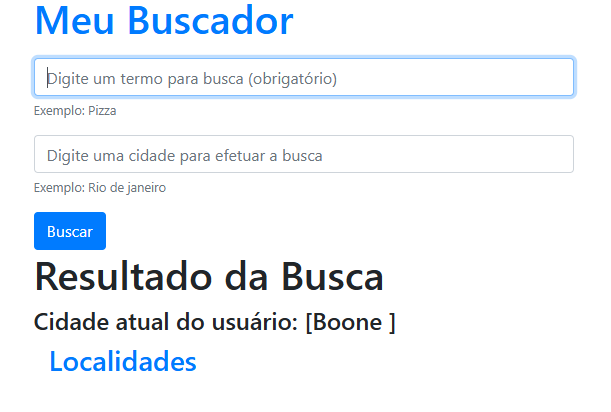 Meu Buscador
Digite um termo para busca (obrigatório)
Exemplo: Pizza
Digite uma cidade para efetuar a busca
Exemplo: Rio de janeiro
Buscar
Resultado da Busca
Cidade atual do usuário: [Boone ]
Localidades